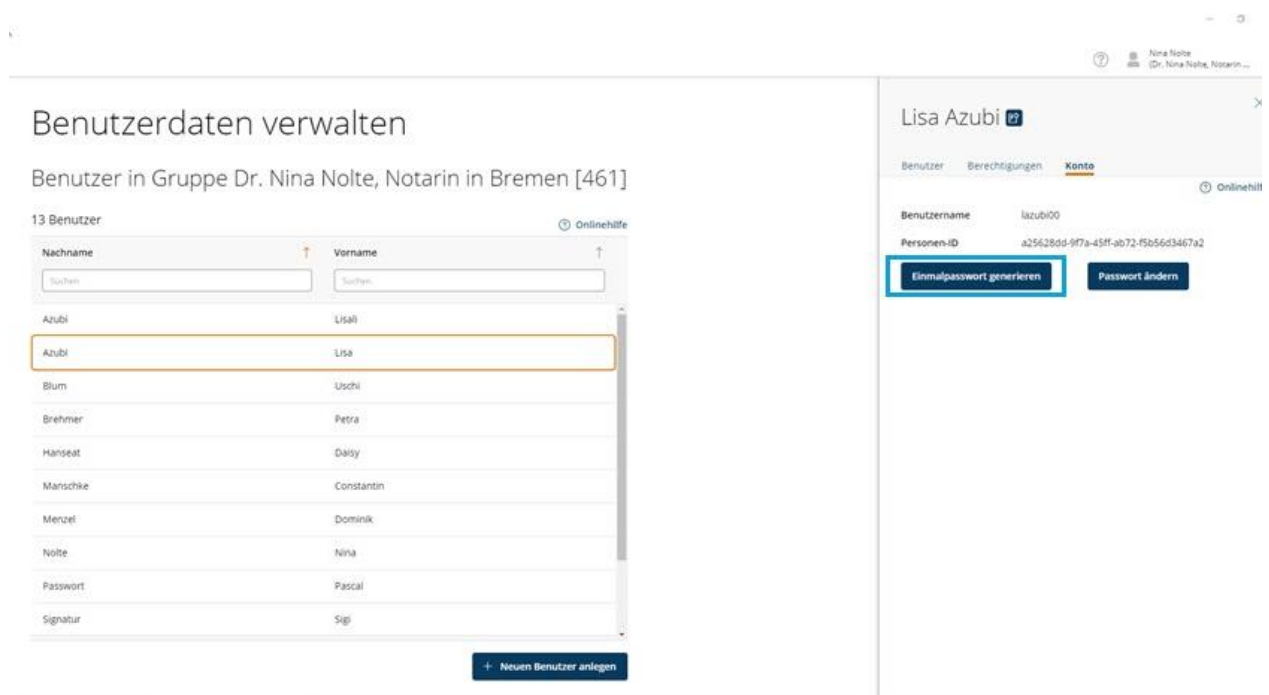 Nina Nolte
(Dr. Nina Nolte, Notarin ...
Benutzerdaten verwalten
Benutzer in Gruppe Dr. Nina Nolte, Notarin in Bremen [461]
13 Benutzer
Onlinehilfe
Nachname Vorname
Suchen Suchen
Azubi Lisali
Azubi Lisa
Blum Uschi
Brehmer Petra
Hanseat Daisy
Manschke Constantin
Menzel Dominik
Nolte Nina
Passwort Pascal
Signatur Sigi
+ Neuen Benutzer anlegen
Lisa Azubi
Benutzer Berechtigungen Konto
Onlinehilf
Benutzername lazubi00
Personen-ID a25628dd-9f7a-45ff-ab72-f5b56d3467a2
Einmalpasswort generieren Passwort ändern